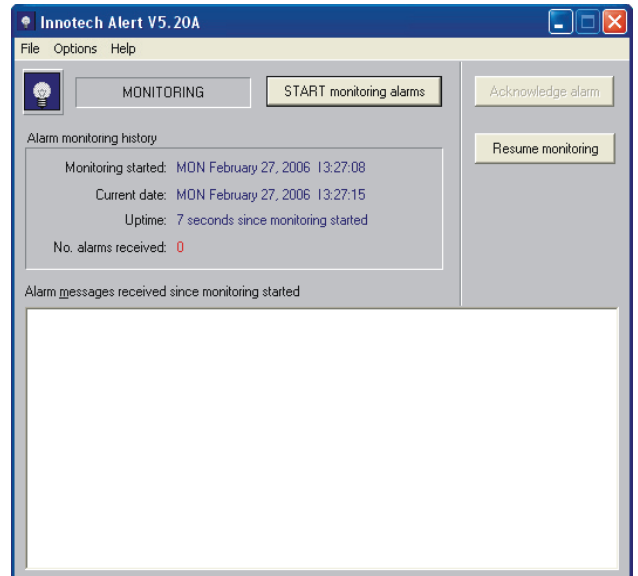 Innotech Alert V5.20A
File Options Help
MONITORING
START monitoring alarms
Acknowledge alarm
Resume monitoring
Alarm monitoring history
Monitoring started: MON February 27, 2006 13:27:08
Current date: MON February 27, 2006 13:27:15
Uptime: 7 seconds since monitoring started
No. alarms received: 0
Alarm messages received since monitoring started